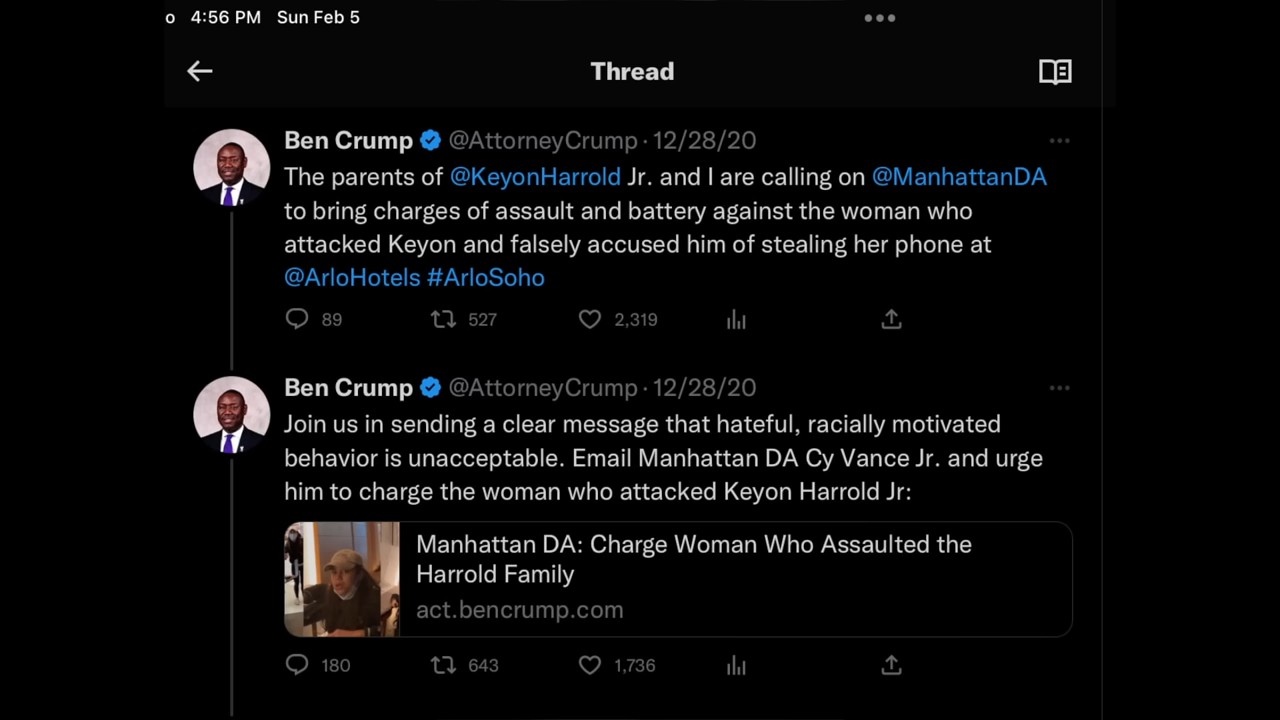 o 4:56 PM Sun Feb 5
Thread
Ben Crump @AttorneyCrump · 12/28/20
The parents of @KeyonHarrold Jr. and I are calling on @ManhattanDA
to bring charges of assault and battery against the woman who
attacked Keyon and falsely accused him of stealing her phone at
@ArloHotels #ArloSoho
89 527 2,319
Ben Crump @AttorneyCrump · 12/28/20
Join us in sending a clear message that hateful, racially motivated
behavior is unacceptable. Email Manhattan DA Cy Vance Jr. and urge
him to charge the woman who attacked Keyon Harrold Jr:
Manhattan DA: Charge Woman Who Assaulted the
Harrold Family
act.bencrump.com
180 643 1,736